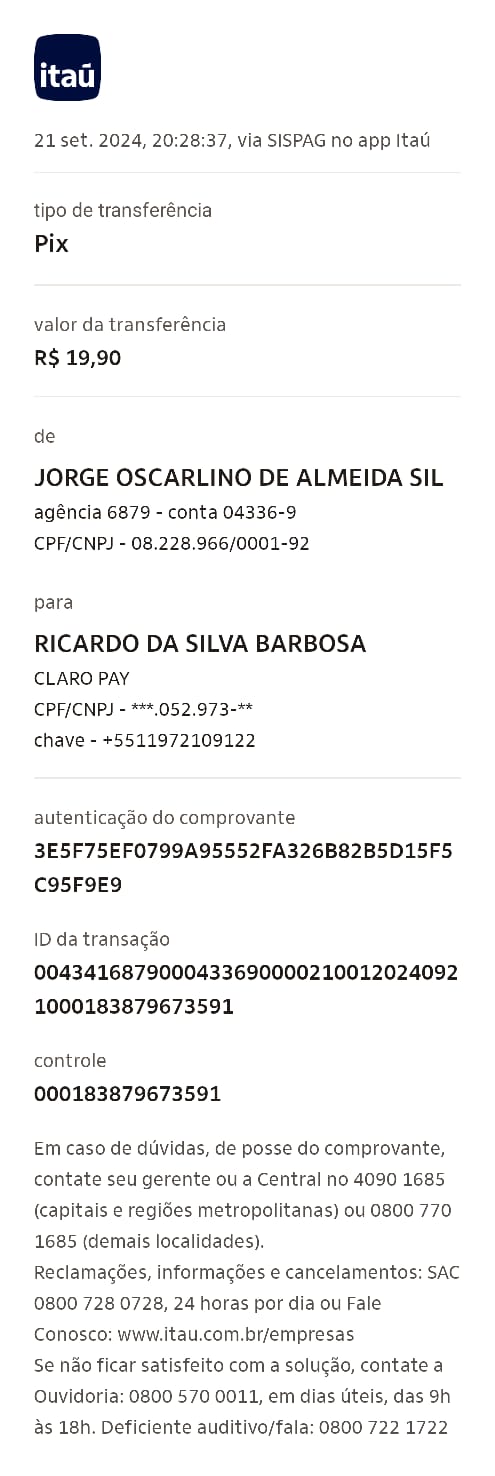 itaú
21 set. 2024, 20:28:37, via SISPAG no app Itaú
tipo de transferência
Pix
valor da transferência
R$ 19,90
de
JORGE OSCARLINO DE ALMEIDA SIL
agência 6879 - conta 04336-9
CPF/CNPJ - 08.228.966/0001-92
para
RICARDO DA SILVA BARBOSA
CLARO PAY
CPF/CNPJ - ***.052.973-**
chave - +5511972109122
autenticação do comprovante
3E5F75EF0799A95552FA326B82B5D15F5
C95F9E9
ID da transação
0043416879000433690000210012024092
1000183879673591
controle
000183879673591
Em caso de dúvidas, de posse do comprovante,
contate seu gerente ou a Central no 4090 1685
(capitais e regiões metropolitanas) ou 0800 770
1685 (demais localidades).
Reclamações, informações e cancelamentos: SAC
0800 728 0728, 24 horas por dia ou Fale
Conosco: www.itau.com.br/empresas
Se não ficar satisfeito com a solução, contate a
Ouvidoria: 0800 570 0011, em dias úteis, das 9h
às 18h. Deficiente auditivo/fala: 0800 722 1722